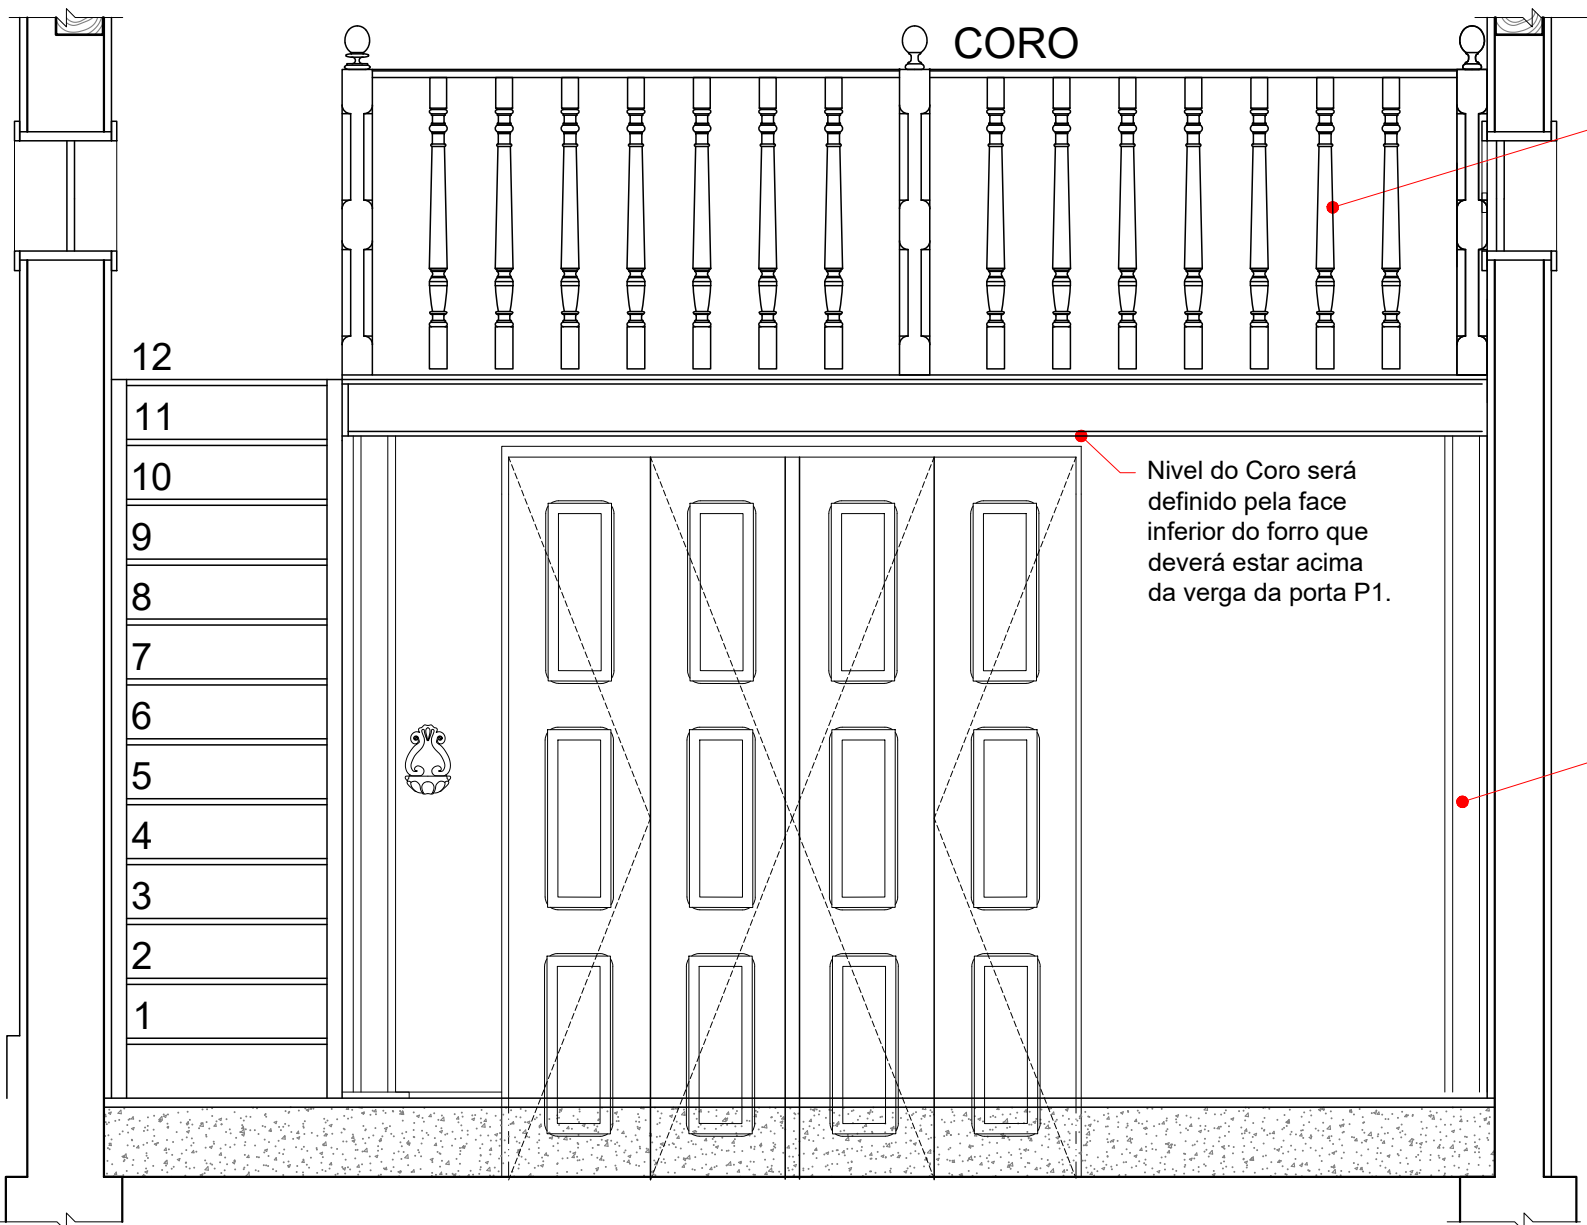 CORO
12
11
10
9
8
7
6
5
4
3
2
1
Nivel do Coro será
definido pela face
inferior do forro que
deverá estar acima
da verga da porta P1.